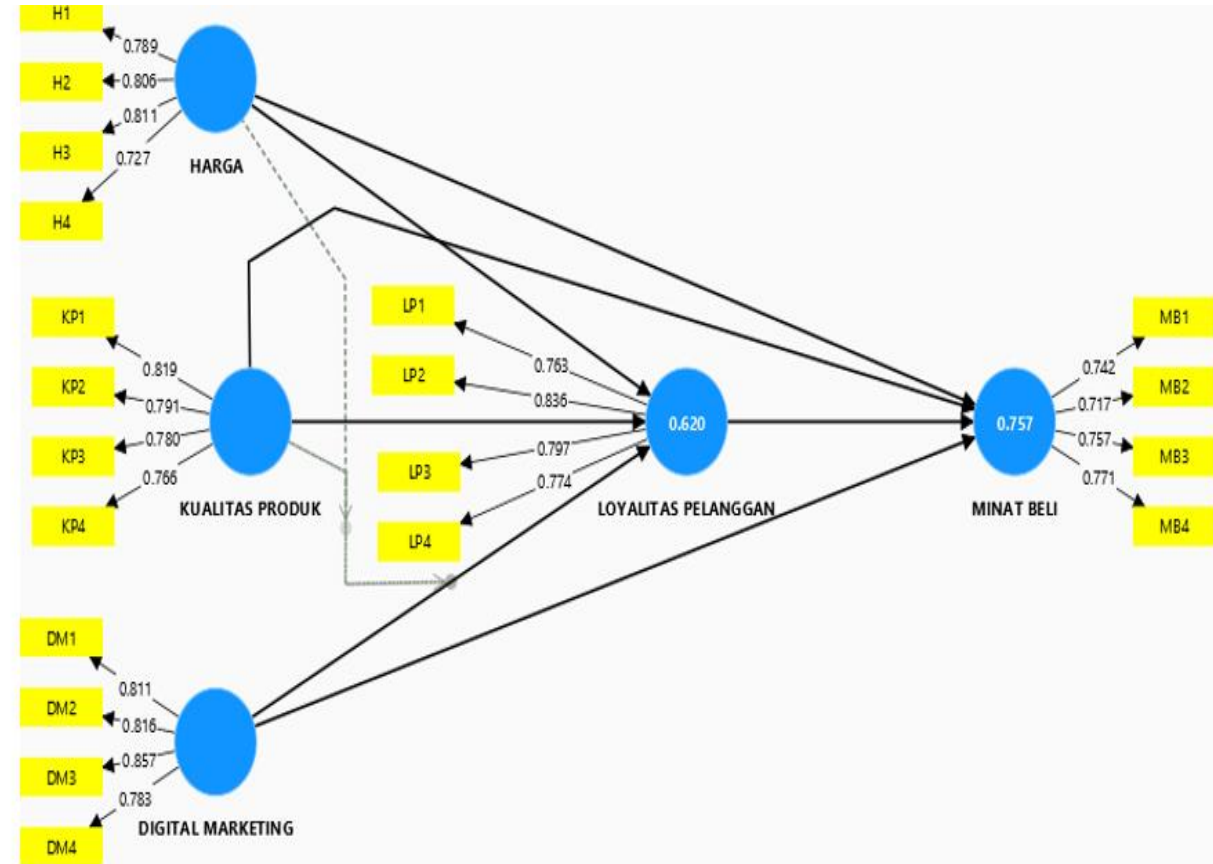 H1
0.789
H2
0.806
H3
0.811
H4
0.727
HARGA
KP1
0.819
KP2
0.791
KP3
0.780
KP4
0.766
KUALITAS PRODUK
LP1
0.763
LP2
0.836
LP3
0.797
LP4
0.774
0.620
LOYALITAS PELANGGAN
0.757
MINAT BELI
MB1
0.742
MB2
0.717
MB3
0.757
MB4
0.771
DM1
0.811
DM2
0.816
DM3
0.857
DM4
0.783
DIGITAL MARKETING